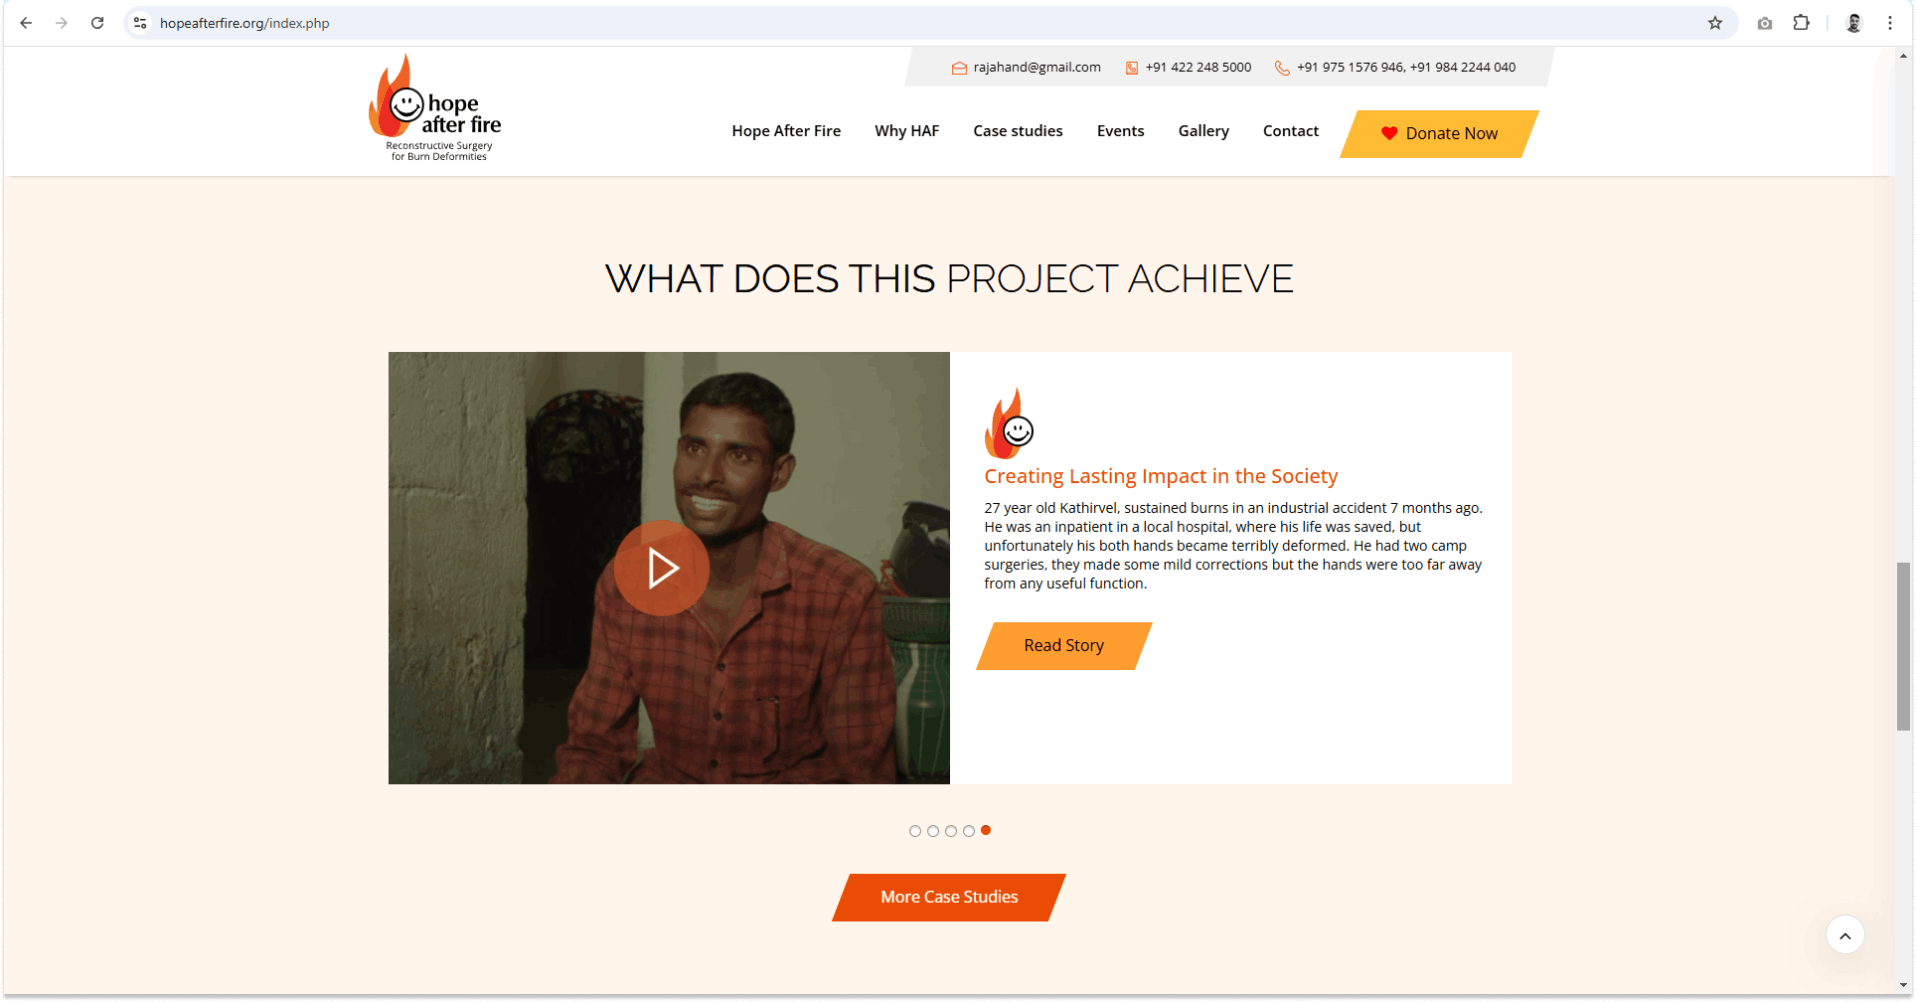 hopeafterfire.org/index.php
rajahand@gmail.com +91 422 248 5000 +91 975 1576 946, +91 984 2244 040
hope
after fire
Reconstructive Surgery
for Burn Deformities
Hope After Fire Why HAF Case studies Events Gallery Contact Donate Now
WHAT DOES THIS PROJECT ACHIEVE
Creating Lasting Impact in the Society
27 year old Kathirvel, sustained burns in an industrial accident 7 months ago.
He was an inpatient in a local hospital, where his life was saved, but
unfortunately his both hands became terribly deformed. He had two camp
surgeries, they made some mild corrections but the hands were too far away
from any useful function.
Read Story
More Case Studies